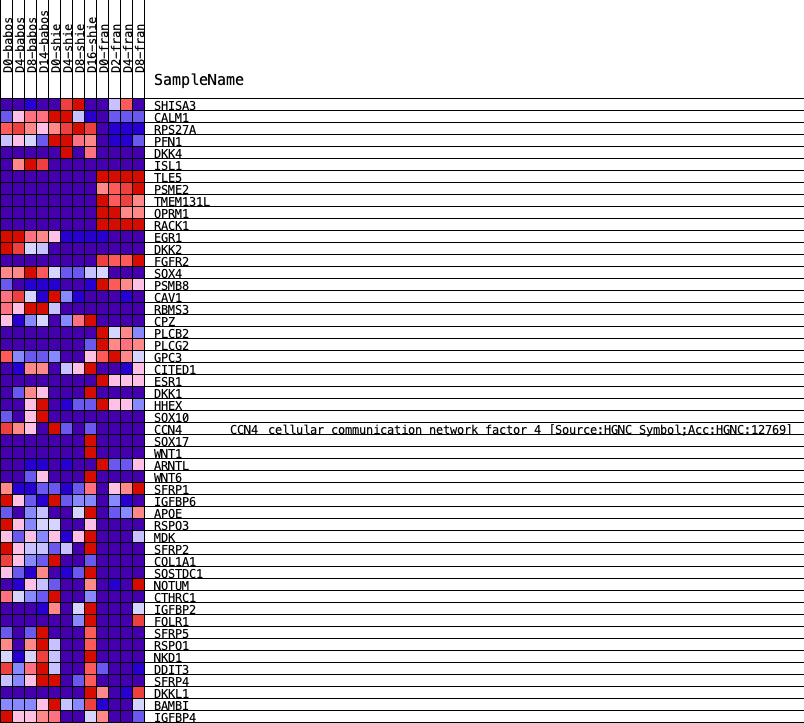 D0-babos
D4-babos
D8-babos
D14-babos
D0-shie
D4-shie
D8-shie
D16-shie
D0-fran
D2-fran
D4-fran
D8-fran
SampleName
SHISA3
CALM1
RPS27A
PFN1
DKK4
ISL1
TLE5
PSME2
TMEM131L
OPRM1
RACK1
EGR1
DKK2
FGFR2
SOX4
PSMB8
CAV1
RBMS3
CPZ
PLCB2
PLCG2
GPC3
CITED1
ESR1
DKK1
HHEX
SOX10
CCN4 CCN4 cellular communication network factor 4 [Source:HGNC Symbol;Acc:HGNC:12769]
SOX17
WNT1
ARNTL
WNT6
SFRP1
IGFBP6
APOE
RSPO3
MDK
SFRP2
COL1A1
SOSTDC1
NOTUM
CTHRC1
IGFBP2
FOLR1
SFRP5
RSPO1
NKD1
DDIT3
SFRP4
DKKL1
BAMBI
IGFBP4